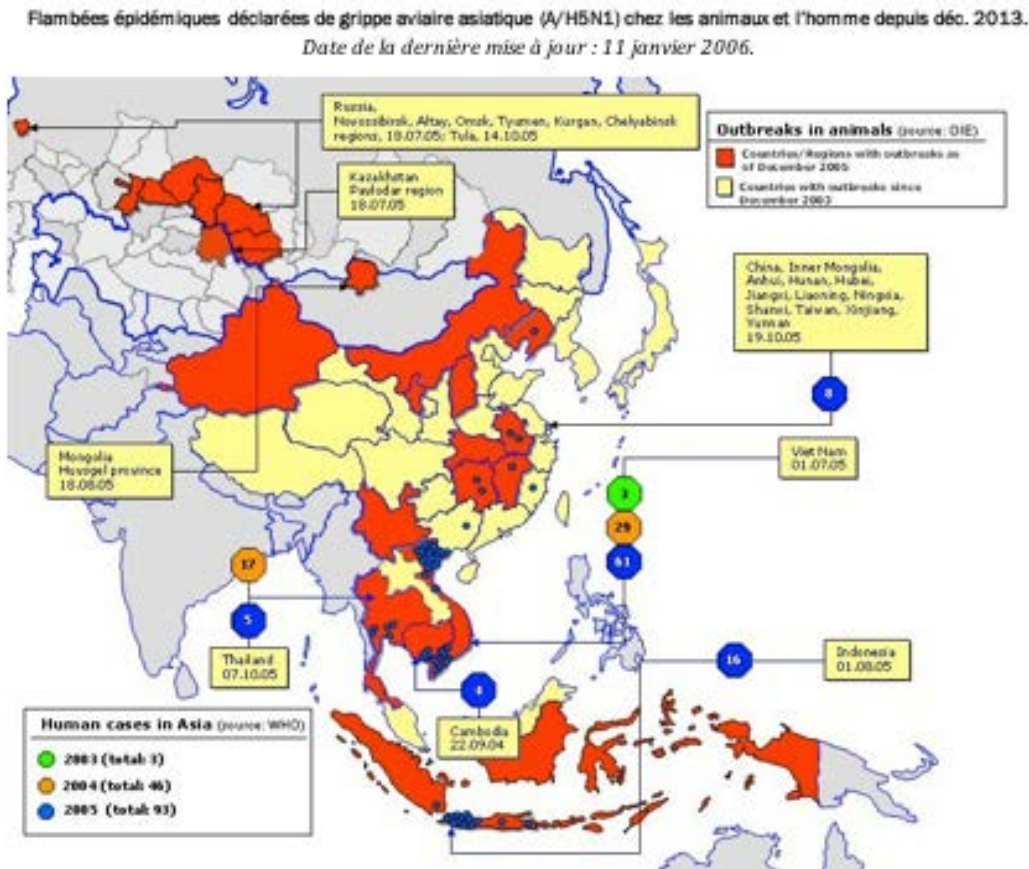 Flambées épidémiques déclarées de grippe aviaire asiatique (A/H5N1) chez les animaux et l'homme depuis déc. 2013.
Date de la dernière mise à jour : 11 janvier 2006.
Russia,
Novossibirsk, Altay, Omsk, Tyumen, Kurgan, Chelyabinsk
regions, 18.07.05; Tula, 14.10.05
Outbreaks in animals (source: OIE)
Countries/Regions with outbreaks as
of December 2005
Countries with outbreaks since
December 2003
Kazakhstan
Pavlodar region
18.07.05
China, Inner Mongolia,
Anhui, Hunan, Hubei,
Jiangxi, Liaoning, Ningxia,
Shanxi, Taiwan, Xinjiang,
Yunnan
19.10.05
8
Mongolia
Huvsgel province
18.08.05
Viet Nam
01.07.05
3
29
61
17
5
Thailand
07.10.05
16
Indonesia
01.08.05
4
Cambodia
22.09.04
Human cases in Asia (source: WHO)
2003 (total: 3)
2004 (total: 46)
2005 (total: 93)